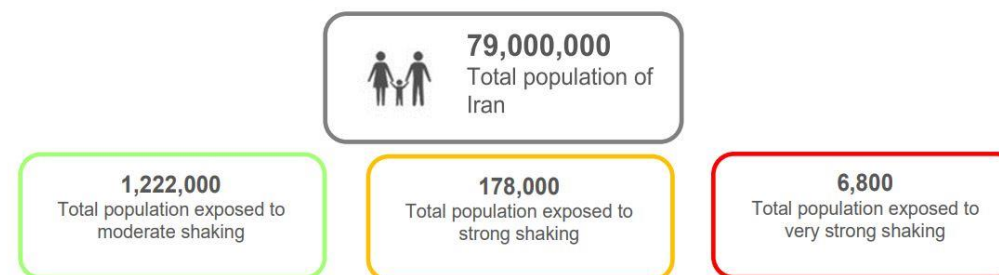 79,000,000
Total population of
Iran
1,222,000
Total population exposed to
moderate shaking
178,000
Total population exposed to
strong shaking
6,800
Total population exposed to
very strong shaking